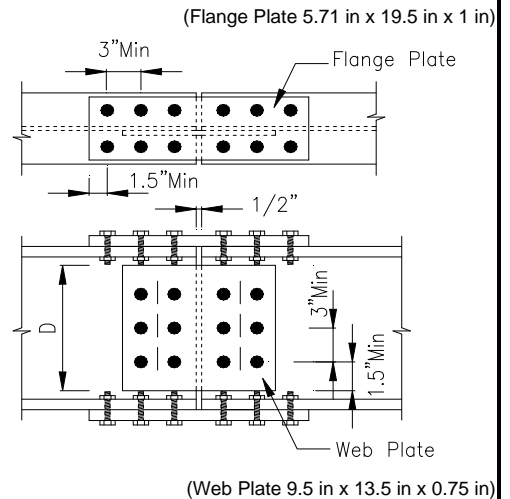 (Flange Plate 5.71 in x 19.5 in x 1 in)
3"Min
Flange Plate
1.5"Min
1/2"
D
3"Min
1.5"Min
Web Plate
(Web Plate 9.5 in x 13.5 in x 0.75 in)